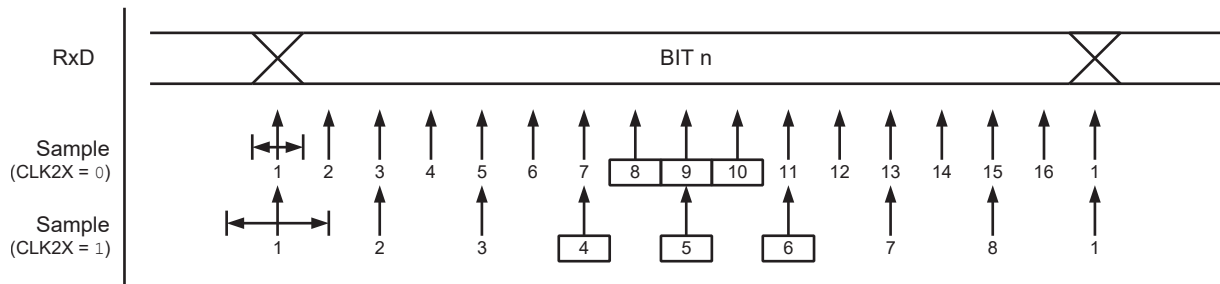 RxD
BIT n
Sample
(CLK2X = 0)
1 2 3 4 5 6 7 8 9 10 11 12 13 14 15 16 1
Sample
(CLK2X = 1)
1 2 3 4 5 6 7 8 1